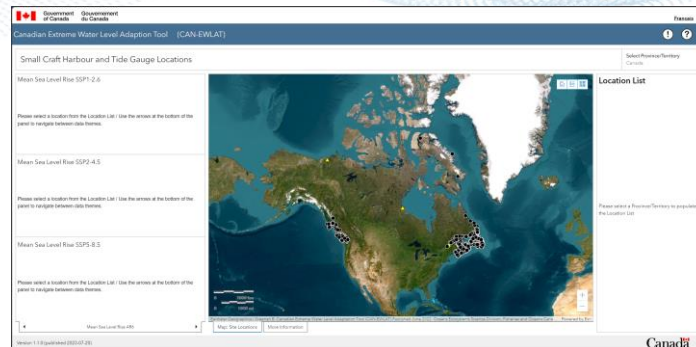 Government of Canada
Gouvernement du Canada
Français
Canadian Extreme Water Level Adaption Tool (CAN-EWLAT)
Small Craft Harbour and Tide Gauge Locations
Select Province/Territory
Canada
Mean Sea Level Rise SSP1-2.6
Please select a location from the Location List / Use the arrows at the bottom of the
panel to navigate between data themes.
Mean Sea Level Rise SSP2-4.5
Please select a location from the Location List / Use the arrows at the bottom of the
panel to navigate between data themes.
Mean Sea Level Rise SSP5-8.5
Please select a location from the Location List / Use the arrows at the bottom of the
panel to navigate between data themes.
Location List
Please select a Province/Territory to populate
the Location List
Map: Site Locations
More Information
Powered by Esri
Canada